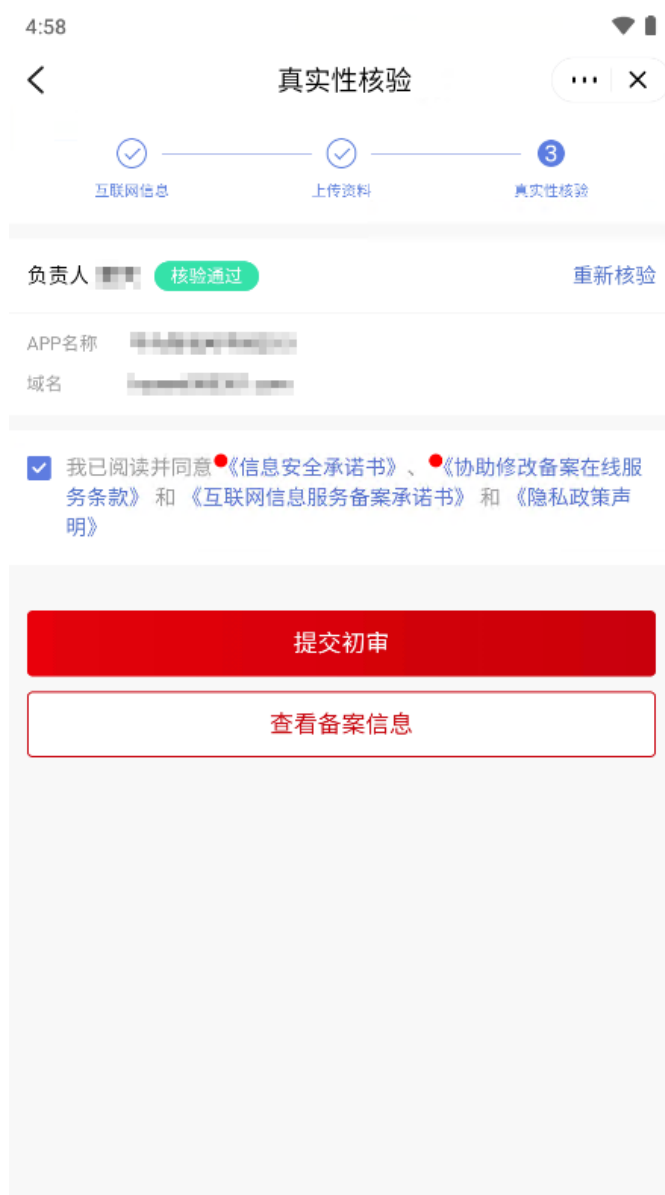 4:58
真实性核验
3
互联网信息
上传资料
真实性核验
负责人
核验通过
重新核验
APP名称
域名
我已阅读并同意《信息安全承诺书》、《协助修改备案在线服
务条款》和《互联网信息服务备案承诺书》和《隐私政策声
明》
提交初审
查看备案信息